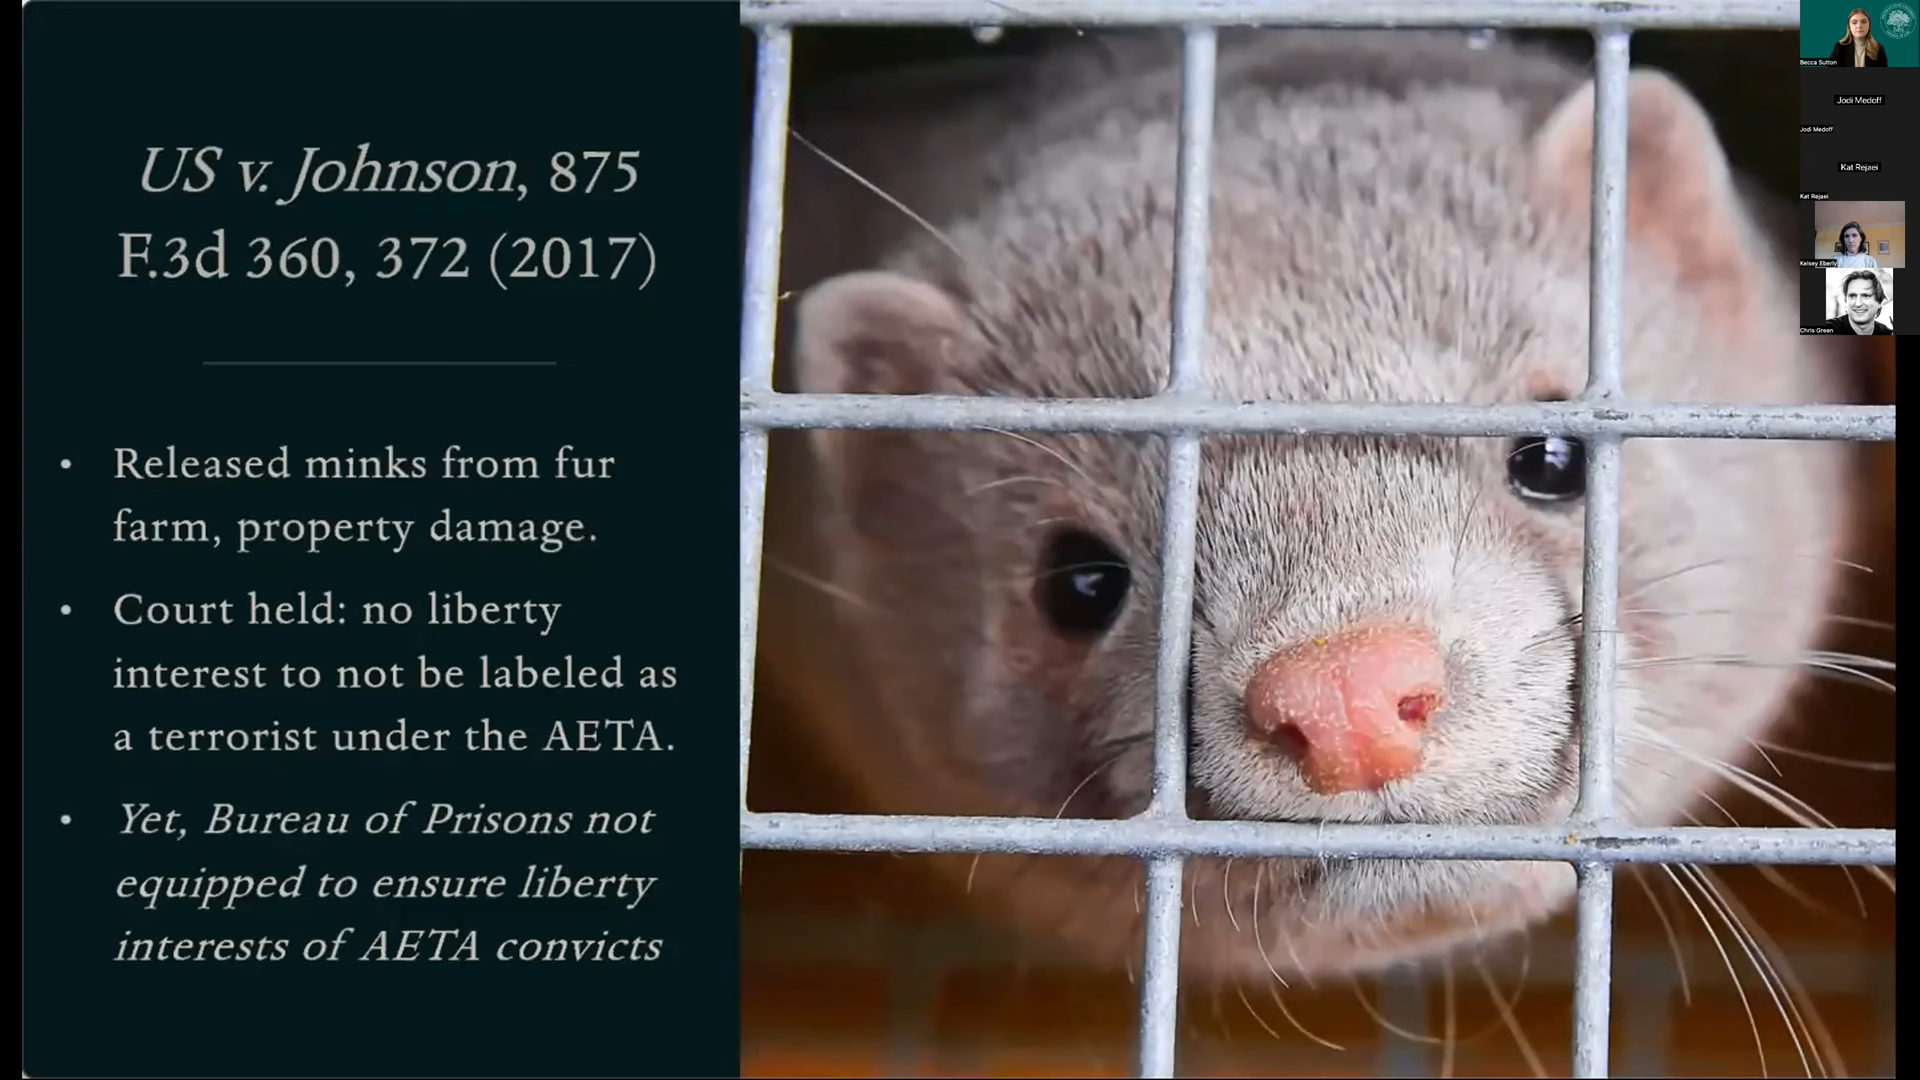 US v. Johnson, 875
F.3d 360, 372 (2017)
• Released minks from fur
farm, property damage.
• Court held: no liberty
interest to not be labeled as
a terrorist under the AETA.
• Yet, Bureau of Prisons not
equipped to ensure liberty
interests of AETA convicts
Becca Sutton
Jodi Medoff
Jodi Medoff
Kat Rejaei
Kat Rejaei
Kelsey Eberly
Chris Green